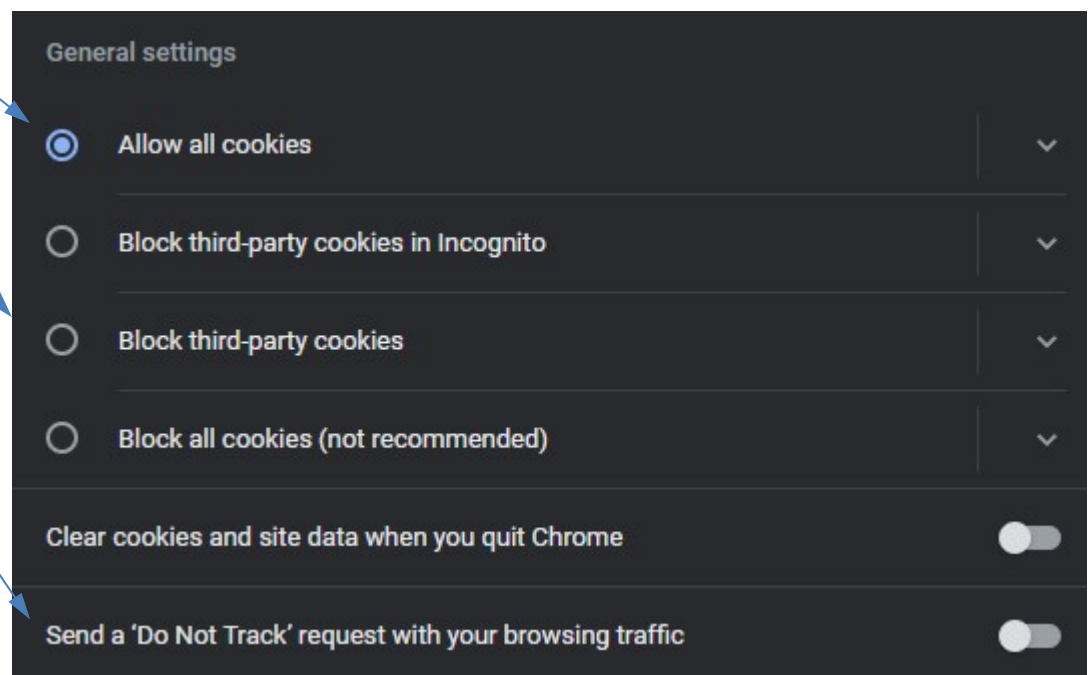 General settings
Allow all cookies
Block third-party cookies in Incognito
Block third-party cookies
Block all cookies (not recommended)
Clear cookies and site data when you quit Chrome
Send a ‘Do Not Track’ request with your browsing traffic